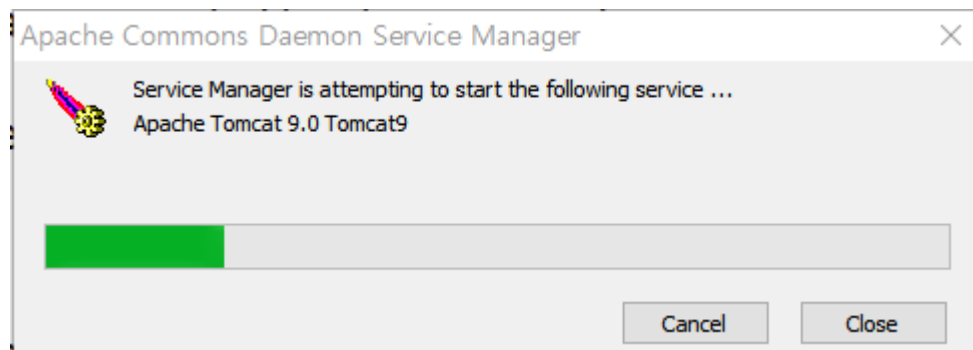 Apache Commons Daemon Service Manager
Service Manager is attempting to start the following service ...
Apache Tomcat 9.0 Tomcat9
Cancel
Close